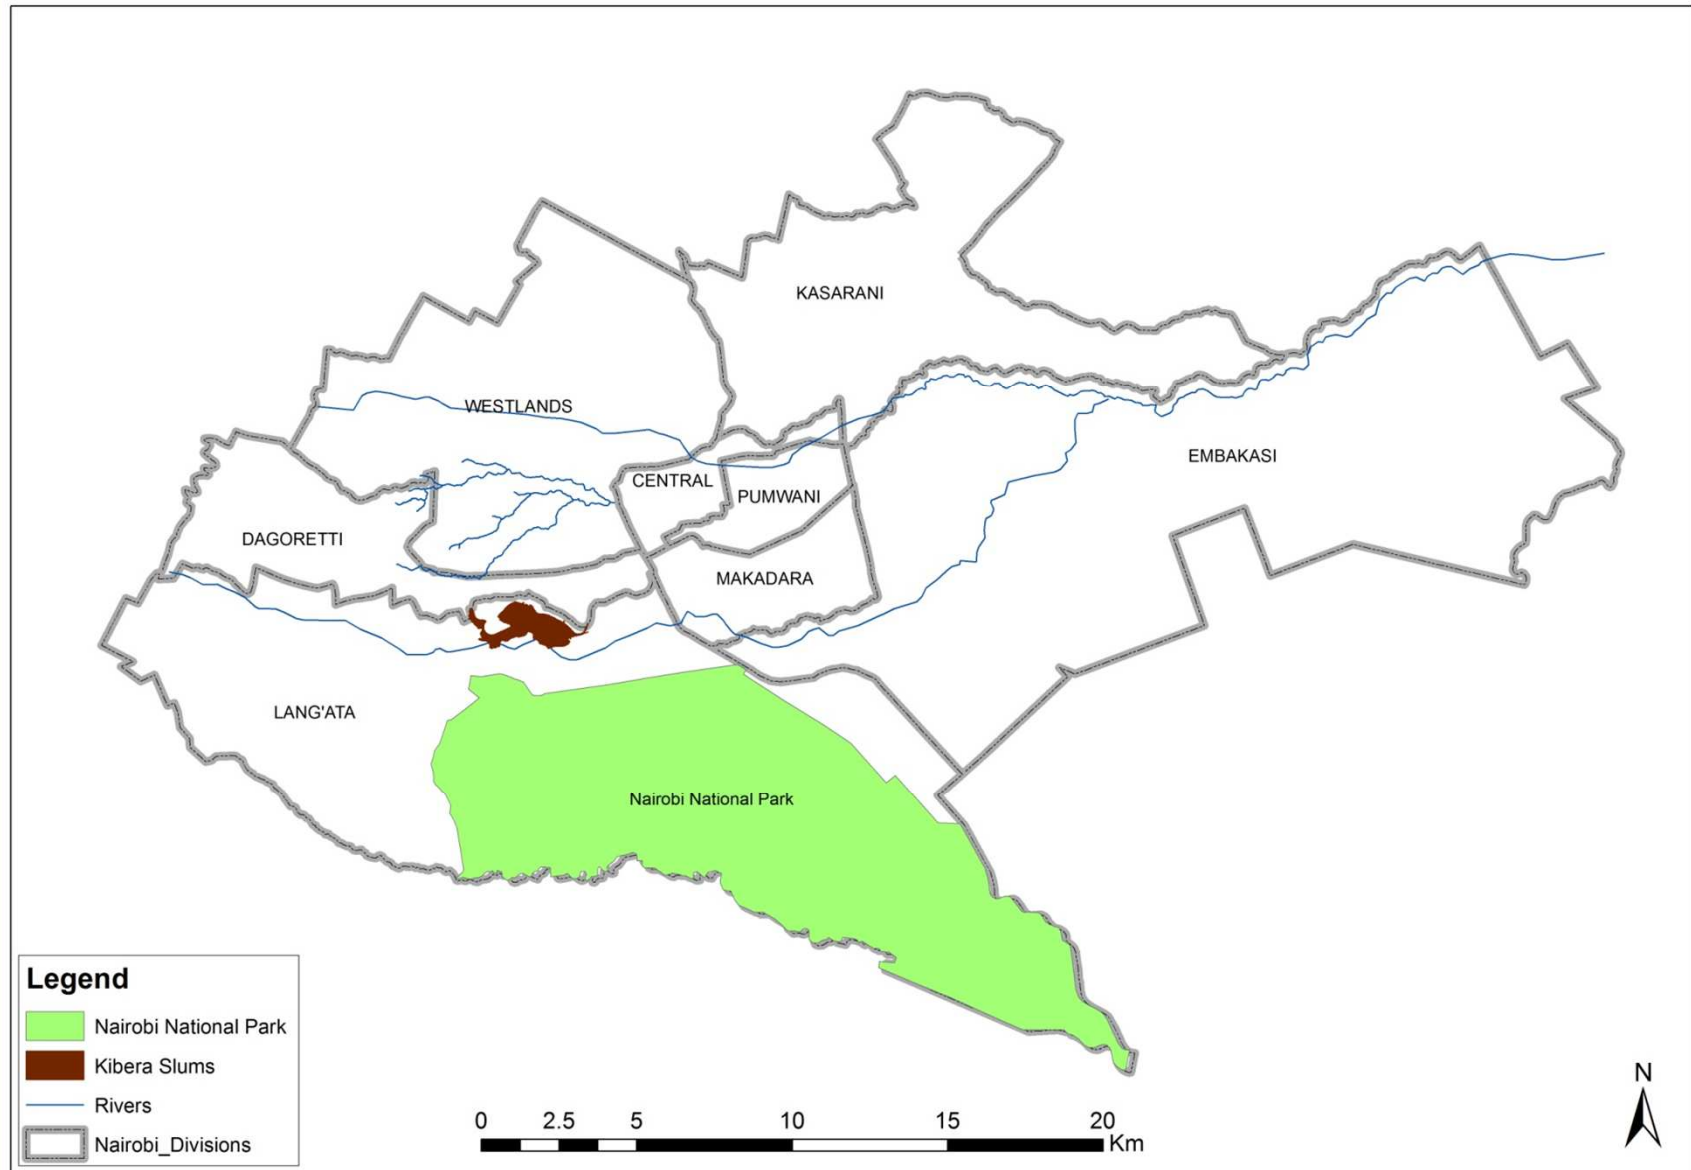 KASARANI
WESTLANDS
EMBAKASI
CENTRAL
PUMWANI
DAGORETTI
MAKADARA
LANG'ATA
Nairobi National Park
Legend
Nairobi National Park
Kibera Slums
Rivers
Nairobi_Divisions
0 2.5 5 10 15 20
Km
N